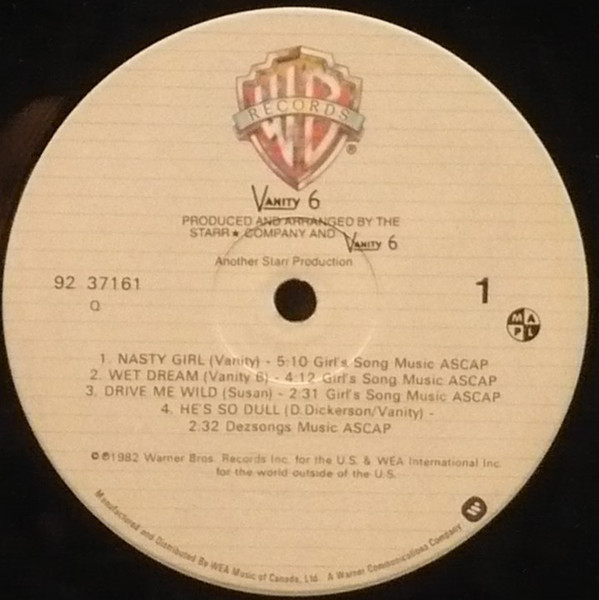 WB
RECORDS
®
VANITY 6
PRODUCED AND ARRANGED BY THE
STARR★COMPANY AND VANITY 6
Another Starr Production
92 37161
Q
1
M A
P L
1. NASTY GIRL (Vanity) - 5:10 Girl's Song Music ASCAP
2. WET DREAM (Vanity 6) - 4:12 Girl's Song Music ASCAP
3. DRIVE ME WILD (Susan) - 2:31 Girl's Song Music ASCAP
4. HE'S SO DULL (D.Dickerson/Vanity) -
2:32 Dezsongs Music ASCAP
©℗1982 Warner Bros. Records Inc. for the U.S. & WEA International Inc.
for the world outside of the U.S.
Manufactured and Distributed By WEA Music of Canada, Ltd. A Warner Communications Company